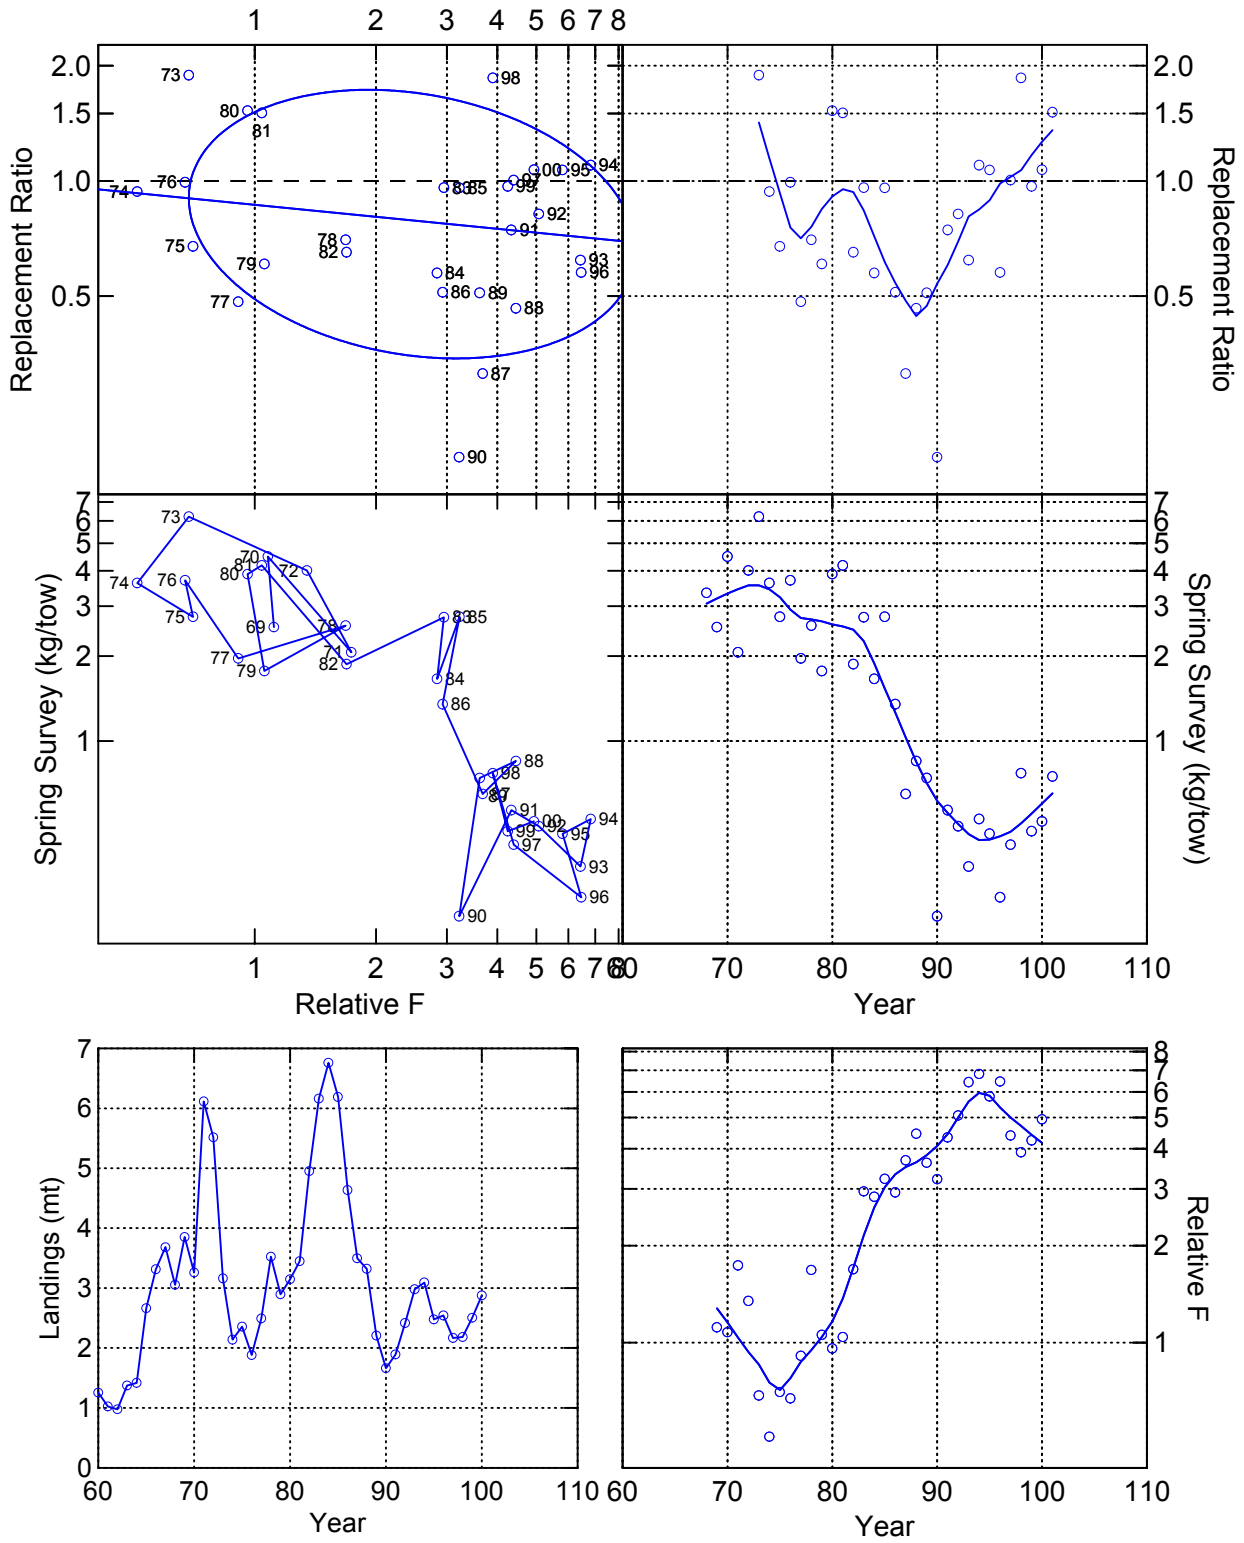 1 2 3 4 5 6 7 8
2.0 73 98 2.0
1.5 80 81 1.5
1.0 74 76 83 85 97 99 00 95 94 1.0
75 78 82 91 92
79 84 93 96
0.5 77 86 89 88 0.5
87
90
Replacement Ratio
Replacement Ratio
7 7
6 73 6
5 70 5
4 74 76 80 81 72 4
3 75 83 85 3
69 78
2 77 79 71 82 84 2
86
1 1
88 98 87 89
91 00 92 94
99 95
97 93
96
90
Spring Survey (kg/tow)
Spring Survey (kg/tow)
1 2 3 4 5 6 7 8 60 70 80 90 100 110
Relative F Year
7 8
7
6 6
5 5
4 4
3 3
2 2
1 1
0
Landings (mt)
Relative F
60 70 80 90 100 110 60 70 80 90 100 110
Year Year